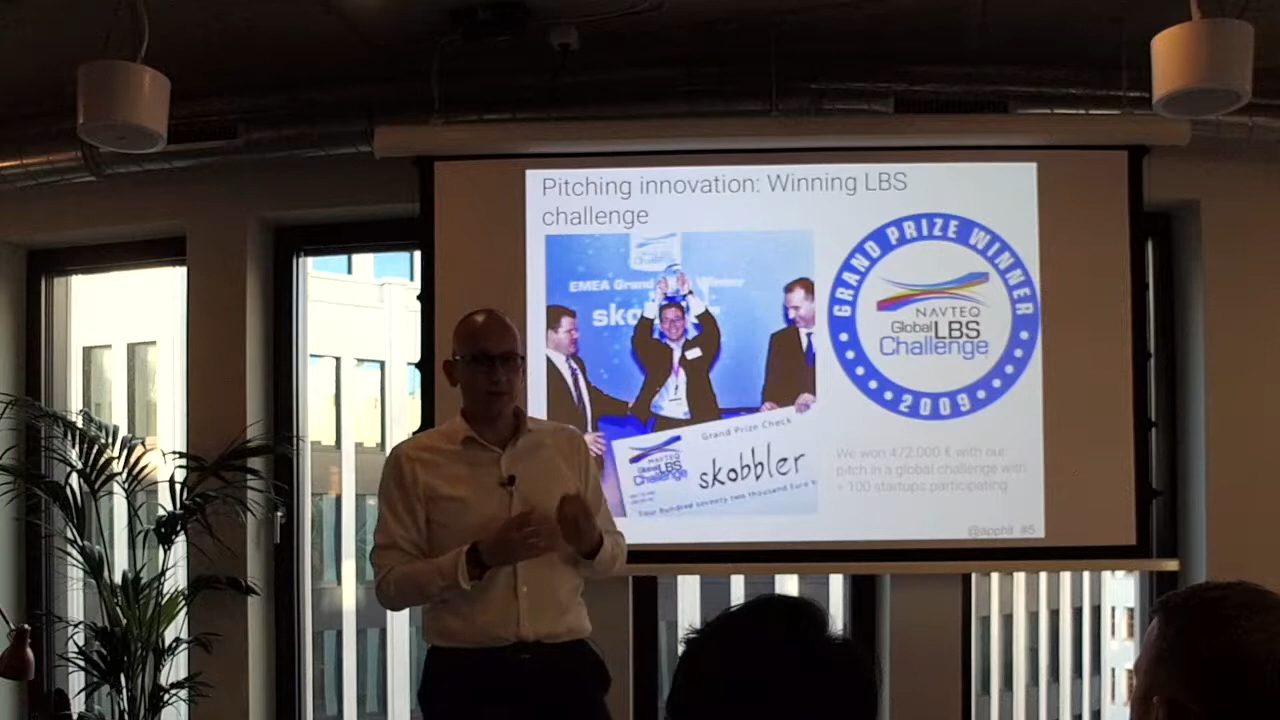 Pitching innovation: Winning LBS
challenge
EMEA Grand
GRAND PRIZE WINNER
NAVTEQ
Global LBS
Challenge
2009
Grand Prize Check
NAVTEQ
Global LBS
Challenge
skobbler
four hundred seventy two thousand Euro
We won 472.000 € with our
pitch in a global challenge with
+ 100 startups participating
@apphil #5